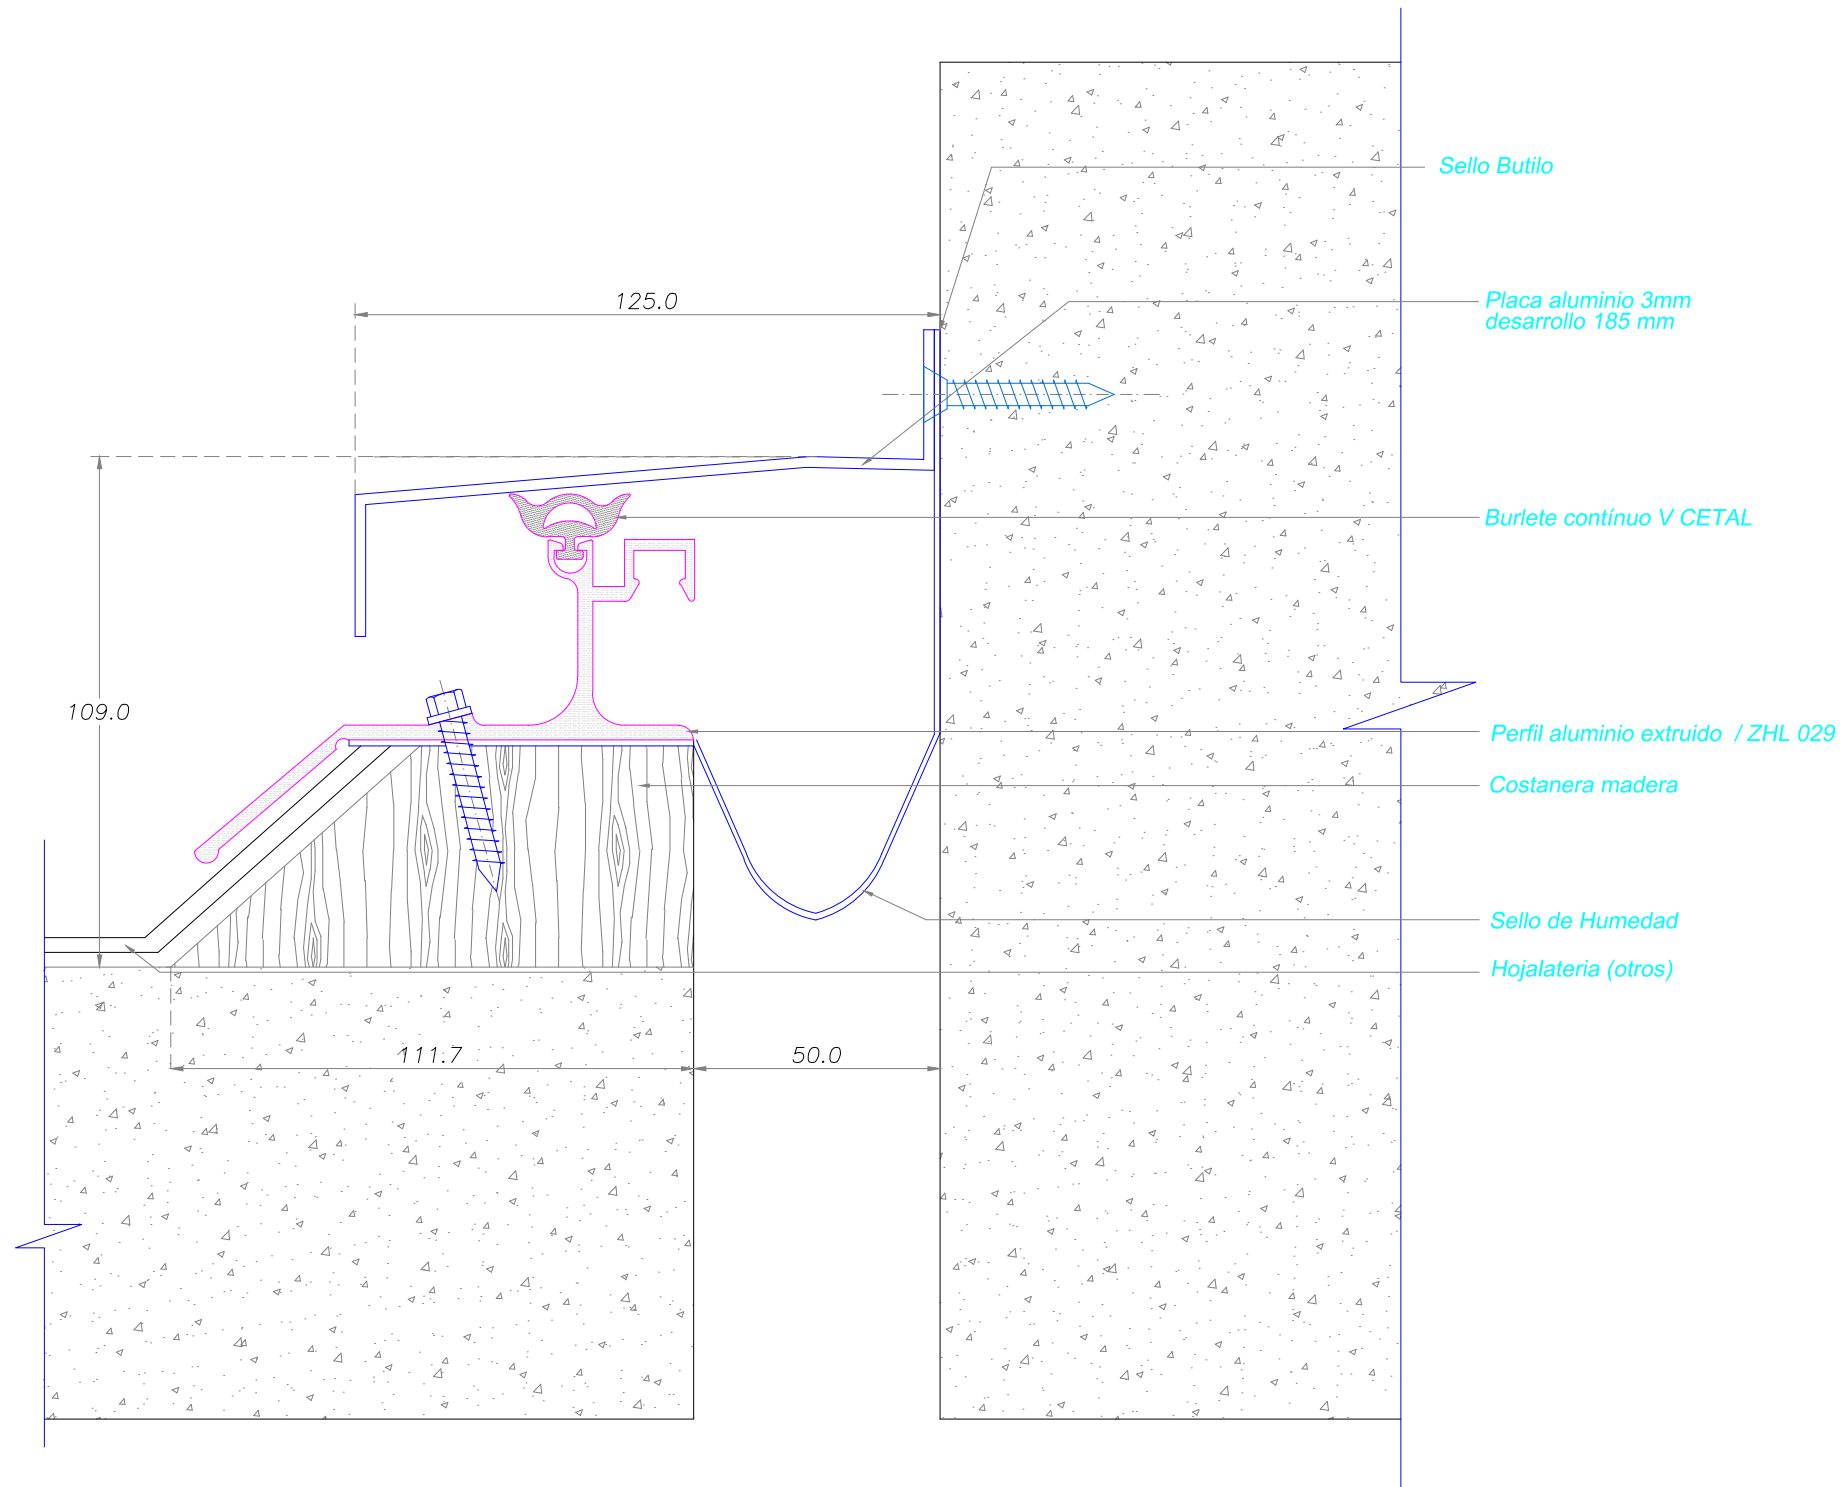 Sello Butilo
125.0
Placa aluminio 3mm
desarrollo 185 mm
Burlete contínuo V CETAL
109.0
Perfil aluminio extruido / ZHL 029
Costanera madera
Sello de Humedad
Hojalateria (otros)
111.7
50.0